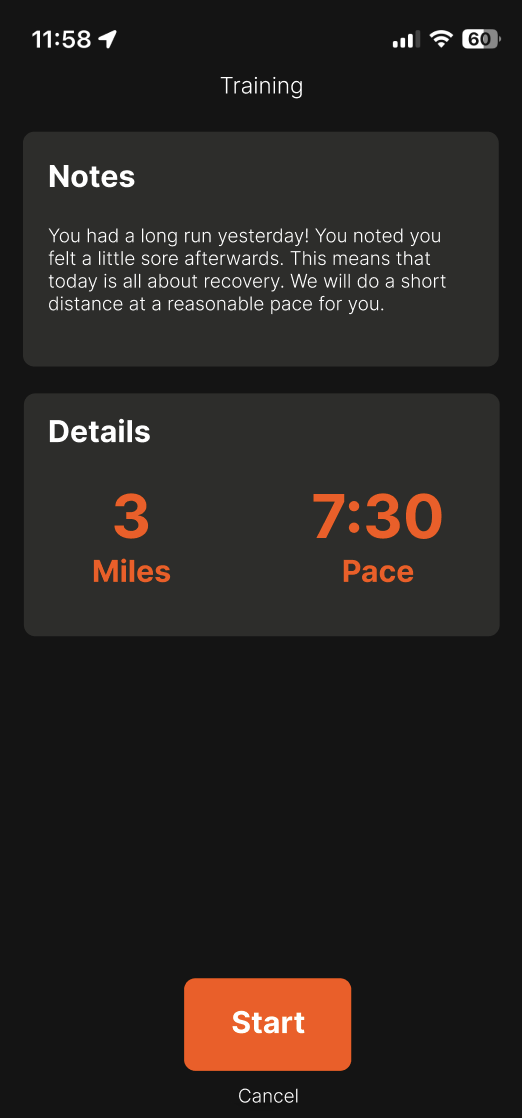 11:58
60
Training
Notes
You had a long run yesterday! You noted you
felt a little sore afterwards. This means that
today is all about recovery. We will do a short
distance at a reasonable pace for you.
Details
3
7:30
Miles
Pace
Start
Cancel